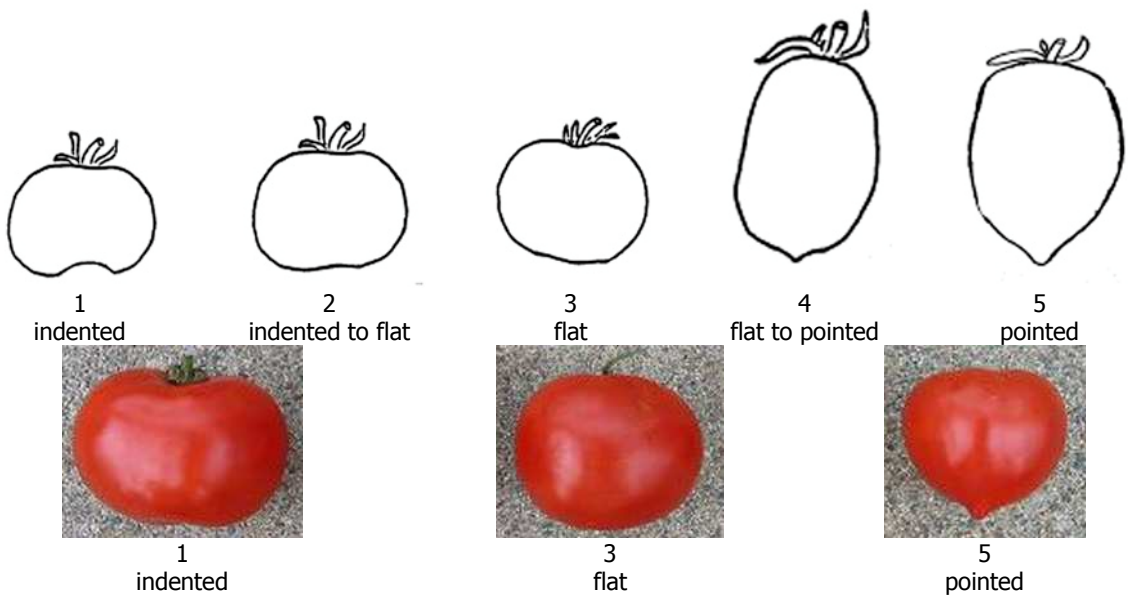 1 2 3 4 5
indented indented to flat flat flat to pointed pointed
1 3 5
indented flat pointed